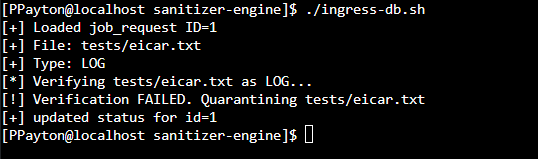 [PPayton@localhost sanitizer-engine]$ ./ingress-db.sh
[+] Loaded job_request ID=1
[+] File: tests/eicar.txt
[+] Type: LOG
[*] Verifying tests/eicar.txt as LOG...
[!] Verification FAILED. Quarantining tests/eicar.txt
[+] updated status for id=1
[PPayton@localhost sanitizer-engine]$